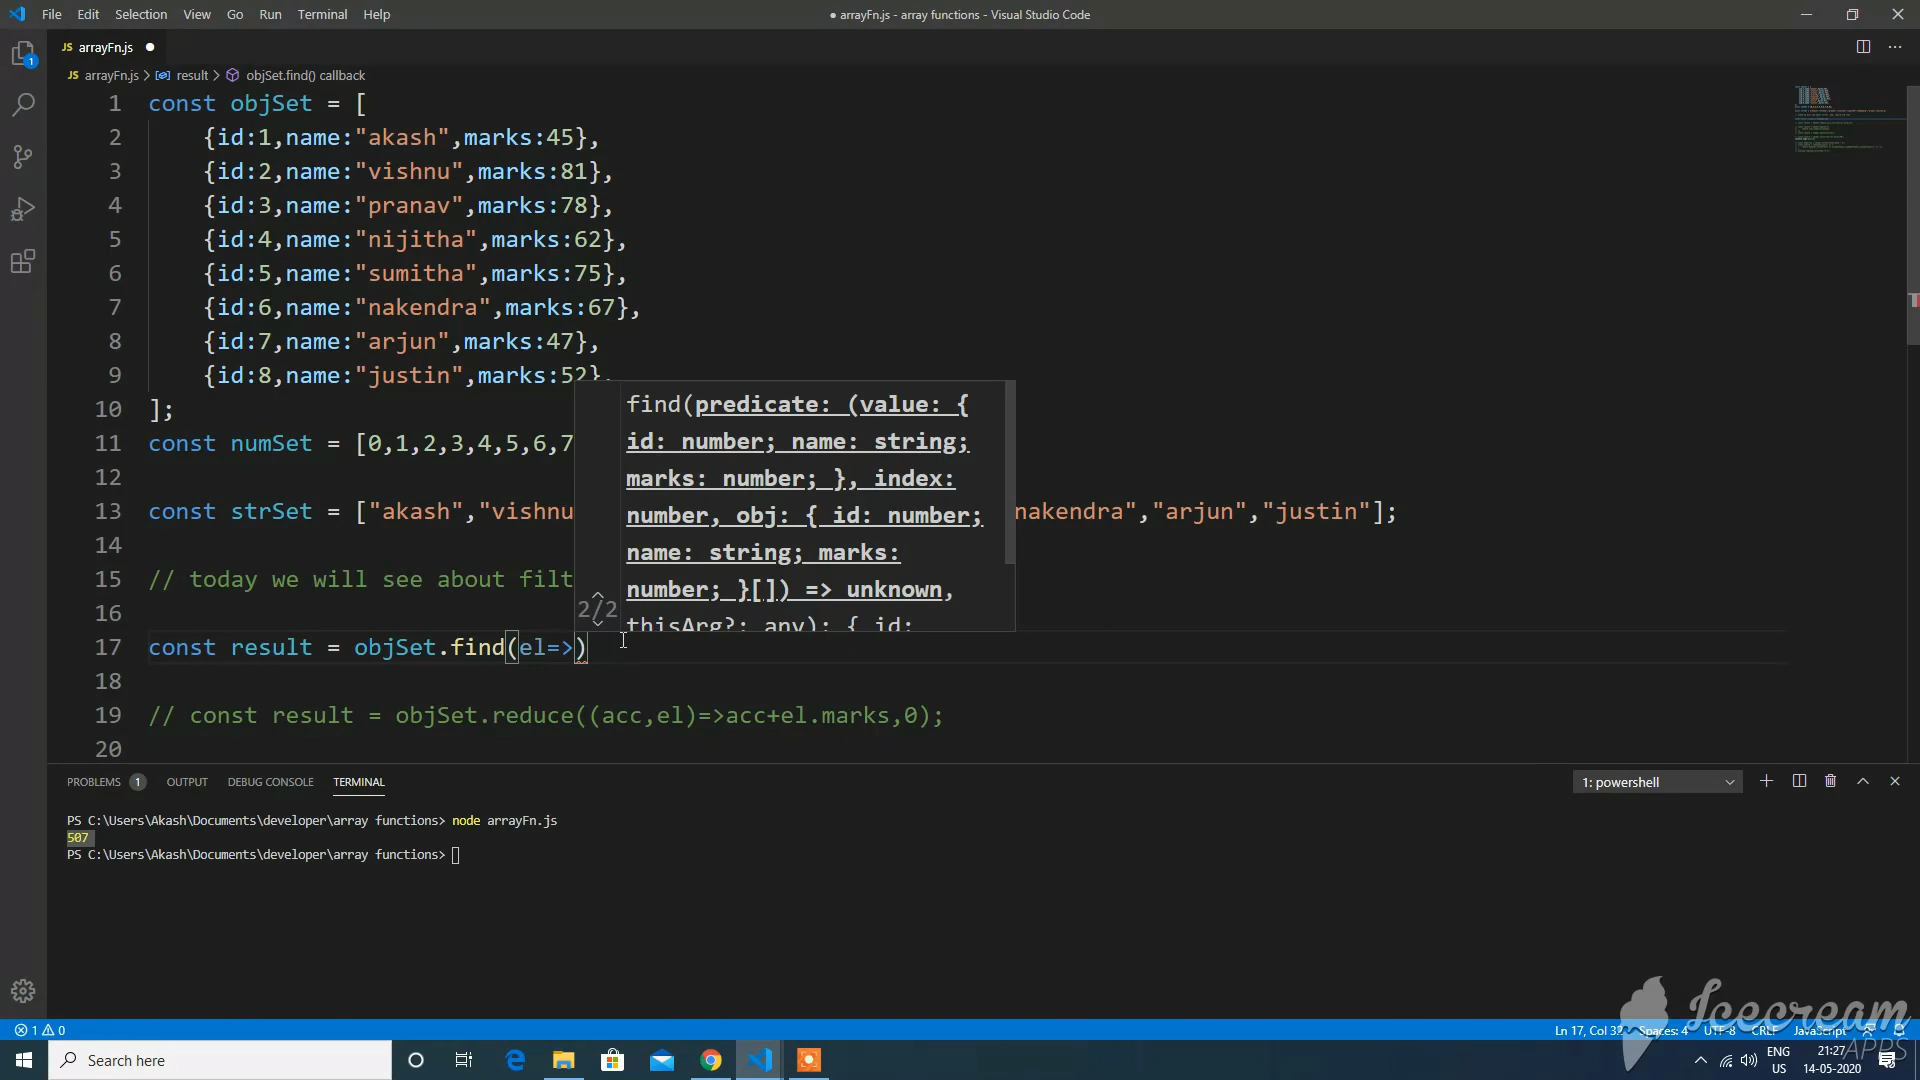 File Edit Selection View Go Run Terminal Help
● arrayFn.js - array functions - Visual Studio Code
JS arrayFn.js ●
JS arrayFn.js > result > objSet.find() callback
1 const objSet = [
2 {id:1,name:"akash",marks:45},
3 {id:2,name:"vishnu",marks:81},
4 {id:3,name:"pranav",marks:78},
5 {id:4,name:"nijitha",marks:62},
6 {id:5,name:"sumitha",marks:75},
7 {id:6,name:"nakendra",marks:67},
8 {id:7,name:"arjun",marks:47},
9 {id:8,name:"justin",marks:52},
10 ];
11 const numSet = [0,1,2,3,4,5,6,7
12
13 const strSet = ["akash","vishnu nakendra","arjun","justin"];
14
15 // today we will see about filt
16
17 const result = objSet.find(el=>)
18
19 // const result = objSet.reduce((acc,el)=>acc+el.marks,0);
20
find(predicate: (value: {
id: number; name: string;
marks: number; }, index:
number, obj: { id: number;
name: string; marks:
number; }[]) => unknown,
thisArg?: any): { id:
2/2
PROBLEMS 1 OUTPUT DEBUG CONSOLE TERMINAL
1: powershell
PS C:\Users\Akash\Documents\developer\array functions> node arrayFn.js
507
PS C:\Users\Akash\Documents\developer\array functions>
1 0
Ln 17, Col 32 Spaces: 4 UTF-8 CRLF JavaScript
Icecream
APPS
Search here
ENG
US
21:27
14-05-2020